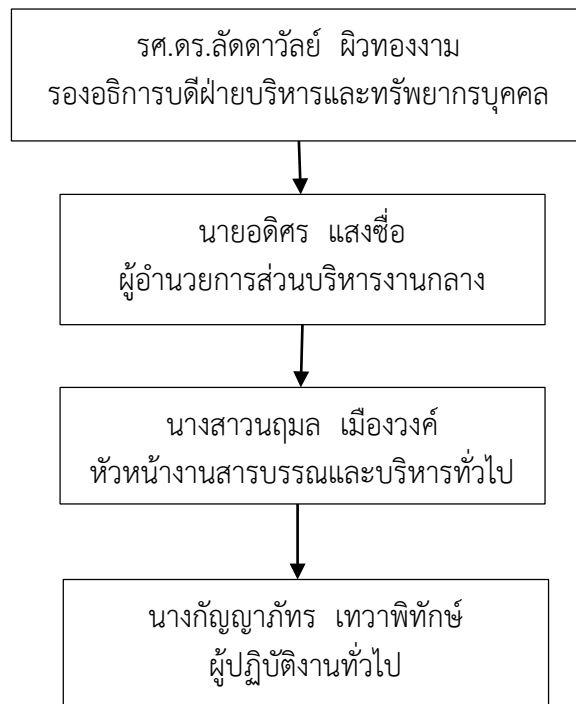 รศ.ดร.ลัดดาวัลย์ ผิวทองงาม
รองอธิการบดีฝ่ายบริหารและทรัพยากรบุคคล
นายอดิศร แสงซื่อ
ผู้อำนวยการส่วนบริหารงานกลาง
นางสาวนฤมล เมืองวงค์
หัวหน้างานสารบรรณและบริหารทั่วไป
นางกัญญาภัทร เทวาพิทักษ์
ผู้ปฏิบัติงานทั่วไป